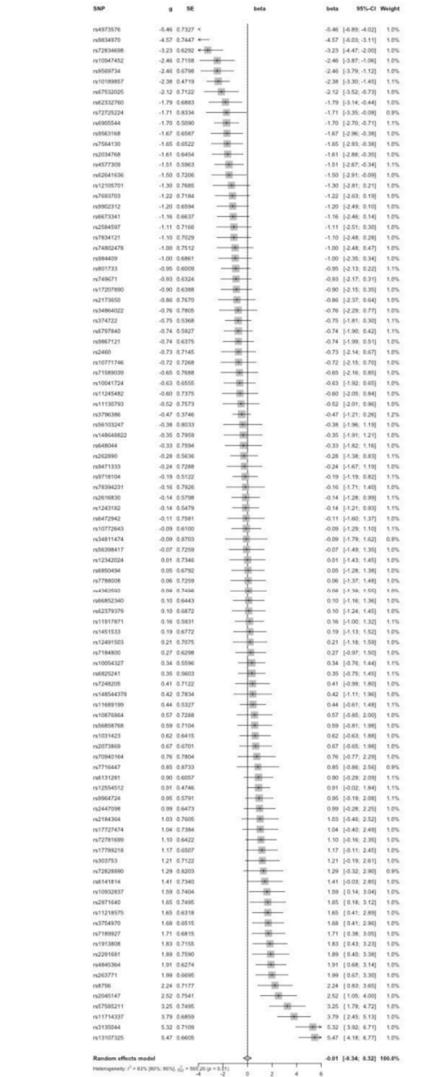 SNP g SE beta beta 95%-CI Weight
rs4973576 0.7327 1.0%
rs9834970 -4.57 0.7447 -4.57 [-6.03; -3.11] 1.0%
rs72834698 -3.23 0.6292 -3.23 [-4.47; -2.00] 1.0%
rs10947452 -2.46 0.7158 -2.46 [-3.87; -1.06] 1.0%
rs9569734 -2.46 0.6798 -2.46 [-3.79; -1.12] 1.0%
rs10189857 -2.38 0.4719 -2.38 [-3.30; -1.45] 1.1%
rs67532025 -2.12 0.7122 -2.12 [-3.52; -0.73] 1.0%
rs62332760 -1.79 0.6883 -1.79 [-3.14; -0.44] 1.0%
rs72725224 -1.71 0.8334 -1.71 [-3.35; -0.08] 0.9%
rs6905544 -1.70 0.5090 -1.70 [-2.70; -0.71] 1.1%
rs9563168 -1.67 0.6587 -1.67 [-2.96; -0.38] 1.0%
rs7564130 -1.65 0.6522 -1.65 [-2.93; -0.38] 1.0%
rs2034768 -1.61 0.6454 -1.61 [-2.88; -0.35] 1.0%
rs4577309 -1.51 0.5963 -1.51 [-2.67; -0.34] 1.1%
rs62641636 -1.50 0.7206 -1.50 [-2.91; -0.09] 1.0%
rs12105701 -1.30 0.7685 -1.30 [-2.81; 0.21] 1.0%
rs7693703 -1.22 0.7184 -1.22 [-2.63; 0.19] 1.0%
rs9902312 -1.20 0.6594 -1.20 [-2.49; 0.10] 1.0%
rs6673341 -1.16 0.6637 -1.16 [-2.46; 0.14] 1.0%
rs2584597 -1.11 0.7160 -1.11 [-2.51; 0.30] 1.0%
rs7834121 -1.10 0.7029 -1.10 [-2.48; 0.28] 1.0%
rs74802478 -1.00 0.7512 -1.00 [-2.48; 0.47] 1.0%
rs984409 -1.00 0.6861 -1.00 [-2.35; 0.34] 1.0%
rs801733 -0.95 0.6009 -0.95 [-2.13; 0.22] 1.1%
rs749671 -0.93 0.6324 -0.93 [-2.17; 0.31] 1.0%
rs17207890 -0.90 0.6388 -0.90 [-2.15; 0.35] 1.0%
rs2173650 -0.86 0.7670 -0.86 [-2.37; 0.64] 1.0%
rs34864022 -0.76 0.7805 -0.76 [-2.29; 0.77] 1.0%
rs374722 -0.75 0.5368 -0.75 [-1.81; 0.30] 1.1%
rs6797840 -0.74 0.5927 -0.74 [-1.90; 0.42] 1.1%
rs9867121 -0.74 0.6375 -0.74 [-1.99; 0.51] 1.0%
rs2460 -0.73 0.7145 -0.73 [-2.14; 0.67] 1.0%
rs10771746 -0.72 0.7268 -0.72 [-2.15; 0.70] 1.0%
rs71589039 -0.65 0.7688 -0.65 [-2.16; 0.85] 1.0%
rs10041724 -0.63 0.6555 -0.63 [-1.92; 0.65] 1.0%
rs11245482 -0.60 0.7375 -0.60 [-2.05; 0.84] 1.0%
rs11130793 -0.52 0.7573 -0.52 [-2.01; 0.96] 1.0%
rs3796386 -0.47 0.3746 -0.47 [-1.21; 0.26] 1.2%
rs56103247 -0.38 0.8033 -0.38 [-1.96; 1.19] 1.0%
rs148648822 -0.35 0.7959 -0.35 [-1.91; 1.21] 1.0%
rs648044 -0.33 0.7594 -0.33 [-1.82; 1.16] 1.0%
rs262890 -0.28 0.5636 -0.28 [-1.38; 0.83] 1.1%
rs8471333 -0.24 0.7288 -0.24 [-1.67; 1.19] 1.0%
rs9718104 -0.19 0.5122 -0.19 [-1.19; 0.82] 1.1%
rs78394231 -0.16 0.7926 -0.16 [-1.71; 1.40] 1.0%
rs2616830 -0.14 0.5798 -0.14 [-1.28; 0.99] 1.1%
rs1243182 -0.14 0.5479 -0.14 [-1.21; 0.93] 1.1%
rs6472942 -0.11 0.7581 -0.11 [-1.60; 1.37] 1.0%
rs10772643 -0.09 0.6100 -0.09 [-1.29; 1.10] 1.1%
rs34811474 -0.09 0.8703 -0.09 [-1.79; 1.62] 0.9%
rs56398417 -0.07 0.7259 -0.07 [-1.49; 1.35] 1.0%
rs12342024 0.01 0.7346 0.01 [-1.43; 1.45] 1.0%
rs6850494 0.05 0.6792 0.05 [-1.28; 1.38] 1.0%
rs7788008 0.06 0.7259 0.06 [-1.37; 1.48] 1.0%
1.0%
rs66852340 0.10 0.6443 0.10 [-1.16; 1.36] 1.0%
rs62379379 0.10 0.6872 0.10 [-1.24; 1.45] 1.0%
rs11917871 0.16 0.5931 0.16 [-1.00; 1.32] 1.1%
rs1451533 0.19 0.6772 0.19 [-1.13; 1.52] 1.0%
rs12491503 0.21 0.7075 0.21 [-1.18; 1.59] 1.0%
rs7184800 0.27 0.6298 0.27 [-0.97; 1.50] 1.0%
rs10054327 0.34 0.5596 0.34 [-0.76; 1.44] 1.1%
rs6825241 0.35 0.5603 0.35 [-0.75; 1.45] 1.1%
rs7248205 0.41 0.7122 0.41 [-0.99; 1.80] 1.0%
rs148544378 0.42 0.7834 0.42 [-1.11; 1.96] 1.0%
rs11689199 0.44 0.5327 0.44 [-0.61; 1.48] 1.1%
rs10876864 0.57 0.7268 0.57 [-0.85; 2.00] 1.0%
rs56858768 0.59 0.7104 0.59 [-0.81; 1.98] 1.0%
rs1031423 0.62 0.6415 0.62 [-0.63; 1.88] 1.0%
rs2073869 0.67 0.6701 0.67 [-0.65; 1.98] 1.0%
rs70940164 0.76 0.7804 0.76 [-0.77; 2.29] 1.0%
rs7716447 0.85 0.8733 0.85 [-0.86; 2.56] 0.9%
rs6131281 0.90 0.6057 0.90 [-0.29; 2.09] 1.1%
rs12554512 0.91 0.4746 0.91 [-0.02; 1.84] 1.1%
rs9964724 0.95 0.5791 0.95 [-0.19; 2.08] 1.1%
rs2447098 0.99 0.6473 0.99 [-0.28; 2.25] 1.0%
rs2184364 1.03 0.7605 1.03 [-0.46; 2.52] 1.0%
rs17727474 1.04 0.7384 1.04 [-0.40; 2.49] 1.0%
rs72781699 1.10 0.6422 1.10 [-0.16; 2.35] 1.0%
rs17799218 1.17 0.6507 1.17 [-0.11; 2.45] 1.0%
rs303753 1.21 0.7122 1.21 [-0.19; 2.61] 1.0%
rs72828890 1.29 0.8203 1.29 [-0.32; 2.90] 0.9%
rs6141814 1.41 0.7340 1.41 [-0.03; 2.85] 1.0%
rs10932837 1.59 0.7404 1.59 [0.14; 3.04] 1.0%
rs2971640 1.65 0.7495 1.65 [0.18; 3.12] 1.0%
rs11218575 1.65 0.6318 1.65 [0.41; 2.89] 1.0%
rs3754970 1.68 0.6515 1.68 [0.41; 2.96] 1.0%
rs7189927 1.71 0.6815 1.71 [0.38; 3.05] 1.0%
rs1913808 1.83 0.7155 1.83 [0.43; 3.23] 1.0%
rs2291691 1.89 0.7590 1.89 [0.40; 3.38] 1.0%
rs4845364 1.91 0.6274 1.91 [0.68; 3.14] 1.0%
rs263771 1.99 0.6695 1.99 [0.67; 3.30] 1.0%
rs8756 2.24 0.7177 2.24 [0.83; 3.65] 1.0%
rs2045147 2.52 0.7541 2.52 [1.05; 4.00] 1.0%
rs57585211 3.25 0.7495 3.25 [1.79; 4.72] 1.0%
rs11714337 3.79 0.6859 3.79 [2.45; 5.13] 1.0%
rs3135044 5.32 0.7109 5.32 [3.92; 6.71] 1.0%
rs13107325 5.47 0.6605 5.47 [4.18; 6.77] 1.0%
Random effects model -0.01 [-0.34; 0.32] 100.0%
Heterogeneity:
-4 -2 0 2 4